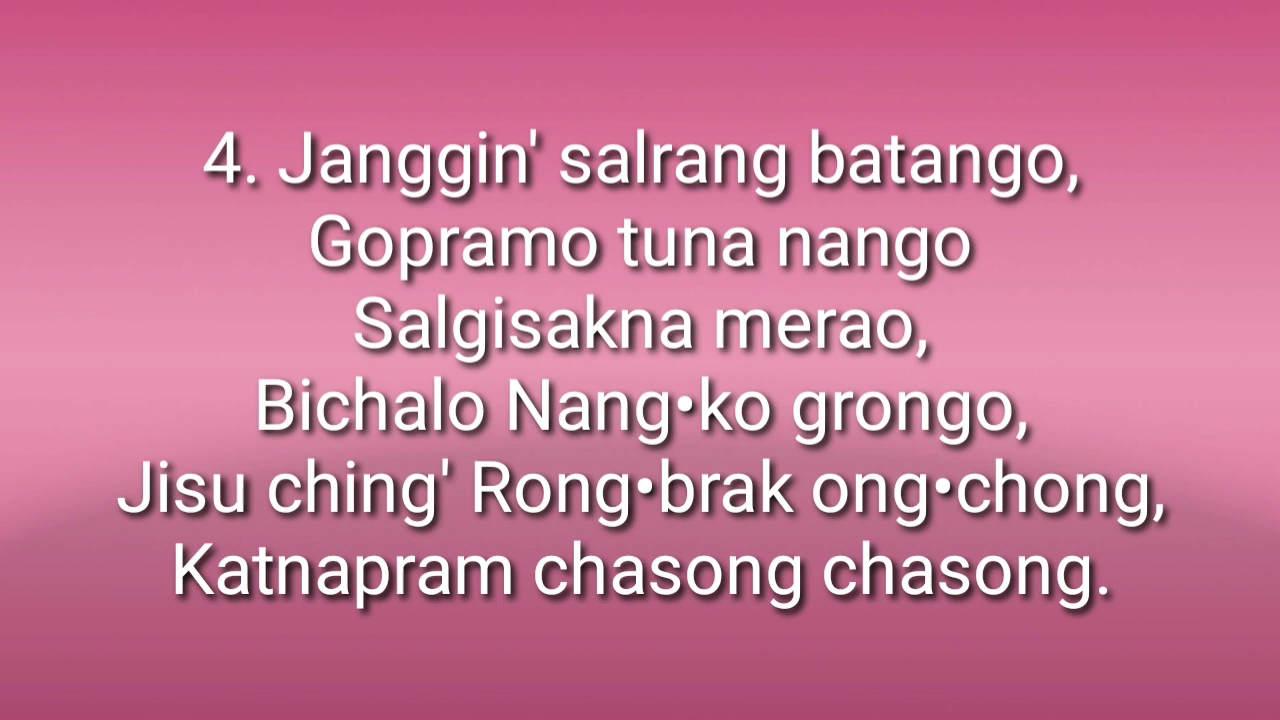 4. Janggin' salrang batango,
Gopramo tuna nango
Salgisakna merao,
Bichalo Nang•ko grongo,
Jisu ching' Rong•brak ong•chong,
Katnapram chasong chasong.